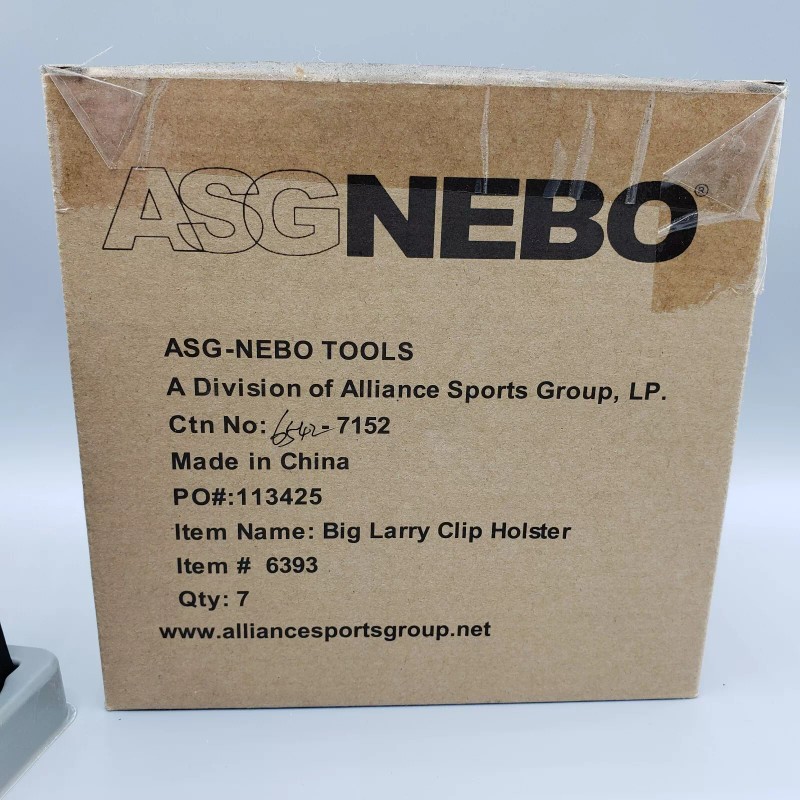 ASGNEBO®
ASG-NEBO TOOLS
A Division of Alliance Sports Group, LP.
Ctn No: 6542-7152
Made in China
PO#:113425
Item Name: Big Larry Clip Holster
Item # 6393
Qty: 7
www.alliancesportsgroup.net